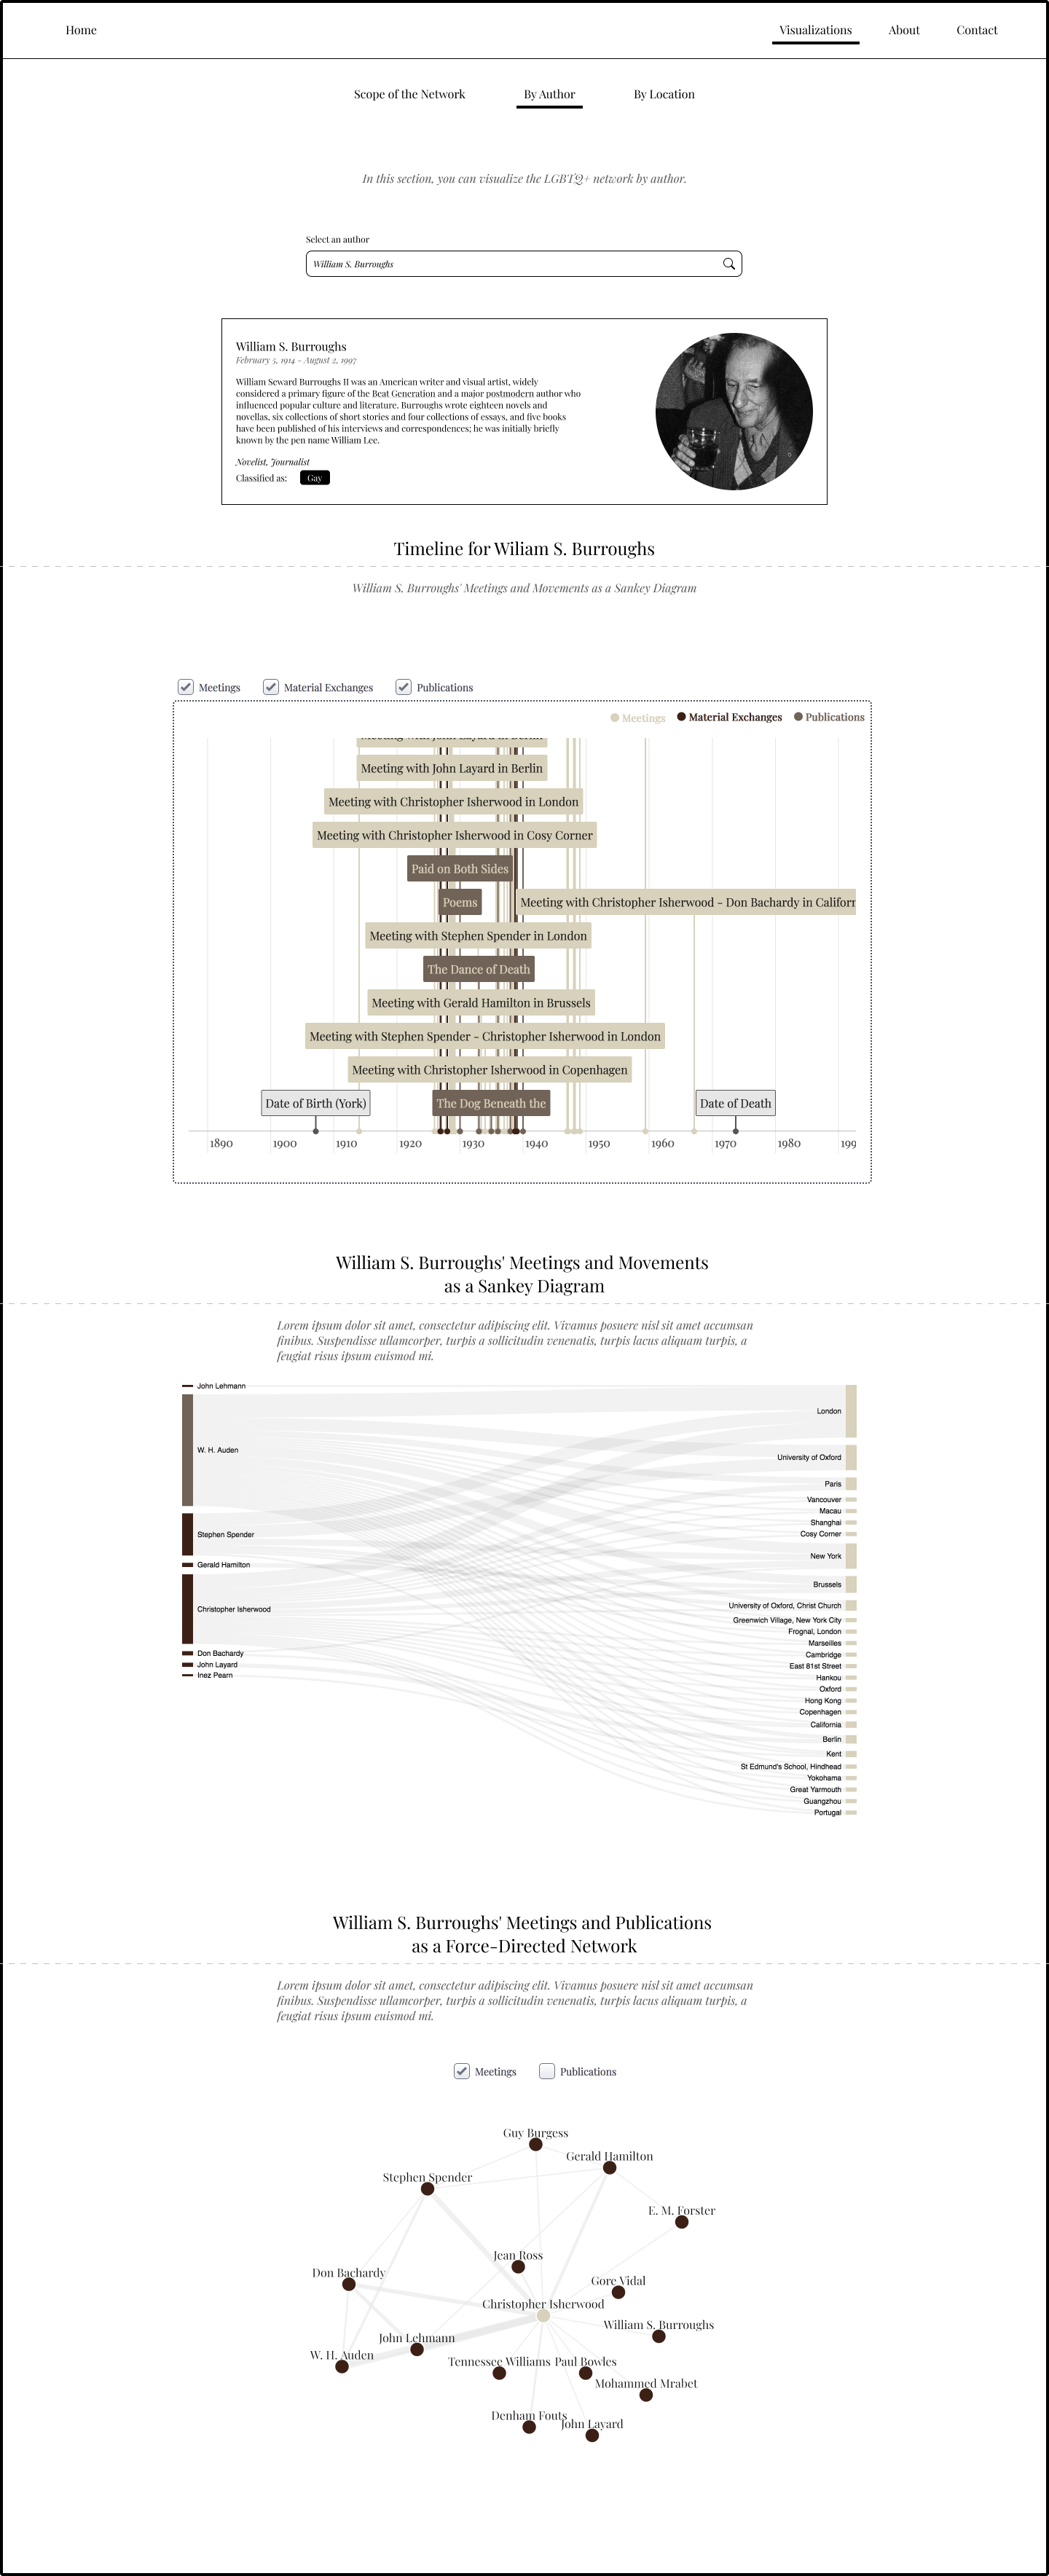 Home
Visualizations
About
Contact
Scope of the Network
By Author
By Location
In this section, you can visualize the LGBTQ+ network by author.
Select an author
William S. Burroughs
William S. Burroughs
February 5, 1914 - August 2, 1997
William Seward Burroughs II was an American writer and visual artist, widely
considered a primary figure of the Beat Generation and a major postmodern author who
influenced popular culture and literature. Burroughs wrote eighteen novels and
novellas, six collections of short stories and four collections of essays, and five books
have been published of his interviews and correspondences; he was initially briefly
known by the pen name William Lee.
Novelist, Journalist
Classified as:
Gay
Timeline for Wiliam S. Burroughs
William S. Burroughs' Meetings and Movements as a Sankey Diagram
Meetings
Material Exchanges
Publications
Meetings
Material Exchanges
Publications
Meeting with John Layard in Berlin
Meeting with John Layard in Berlin
Meeting with Christopher Isherwood in London
Meeting with Christopher Isherwood in Cosy Corner
Paid on Both Sides
Poems
Meeting with Christopher Isherwood - Don Bachardy in Califorr
Meeting with Stephen Spender in London
The Dance of Death
Meeting with Gerald Hamilton in Brussels
Meeting with Stephen Spender - Christopher Isherwood in London
Meeting with Christopher Isherwood in Copenhagen
Date of Birth (York)
The Dog Beneath the
Date of Death
1890
1900
1910
1920
1930
1940
1950
1960
1970
1980
199
William S. Burroughs' Meetings and Movements
as a Sankey Diagram
Lorem ipsum dolor sit amet, consectetur adipiscing elit. Vivamus posuere nisl sit amet accumsan
finibus. Suspendisse ullamcorper, turpis a sollicitudin venenatis, turpis lacus aliquam turpis, a
feugiat risus ipsum euismod mi.
John Lehmann
W. H. Auden
Stephen Spender
Gerald Hamilton
Christopher Isherwood
Don Bachardy
John Layard
Inez Pearn
London
University of Oxford
Paris
Vancouver
Macau
Shanghai
Cosy Corner
New York
Brussels
University of Oxford, Christ Church
Greenwich Village, New York City
Frognal, London
Marseilles
Cambridge
East 81st Street
Hankou
Oxford
Hong Kong
Copenhagen
California
Berlin
Kent
St Edmund's School, Hindhead
Yokohama
Great Yarmouth
Guangzhou
Portugal
William S. Burroughs' Meetings and Publications
as a Force-Directed Network
Lorem ipsum dolor sit amet, consectetur adipiscing elit. Vivamus posuere nisl sit amet accumsan
finibus. Suspendisse ullamcorper, turpis a sollicitudin venenatis, turpis lacus aliquam turpis, a
feugiat risus ipsum euismod mi.
Meetings
Publications
Guy Burgess
Gerald Hamilton
Stephen Spender
E. M. Forster
Jean Ross
Don Bachardy
Gore Vidal
Christopher Isherwood
William S. Burroughs
John Lehmann
W. H. Auden
Tennessee Williams
Paul Bowles
Mohammed Mrabet
Denham Fouts
John Layard